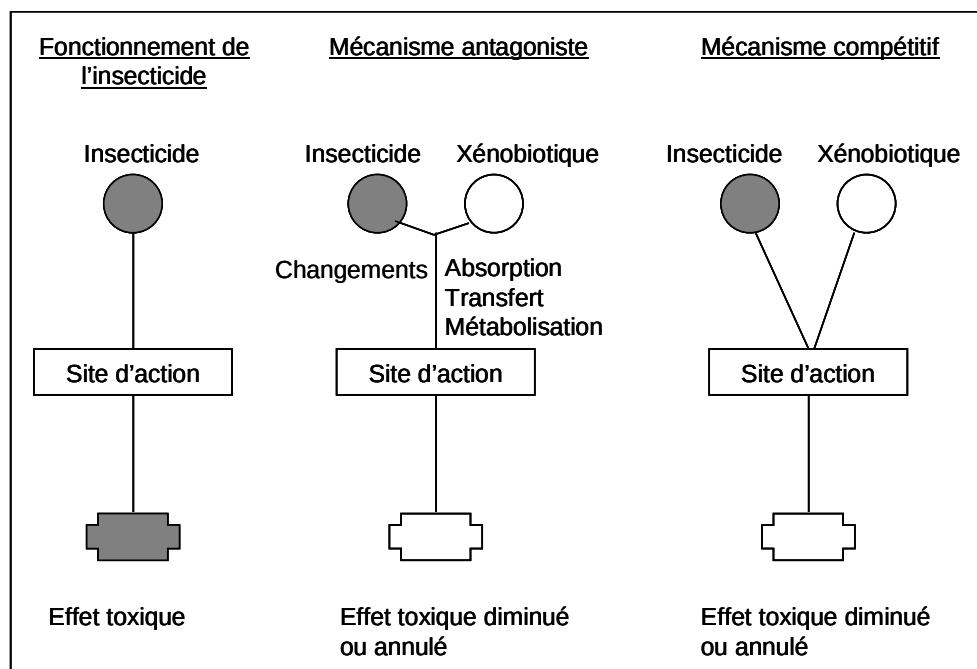 Fonctionnement de
l’insecticide
Insecticide
Site d’action
Effet toxique
Mécanisme antagoniste
Insecticide
Xénobiotique
Changements
Absorption
Transfert
Métabolisation
Site d’action
Effet toxique diminué
ou annulé
Mécanisme compétitif
Insecticide
Xénobiotique
Site d’action
Effet toxique diminué
ou annulé